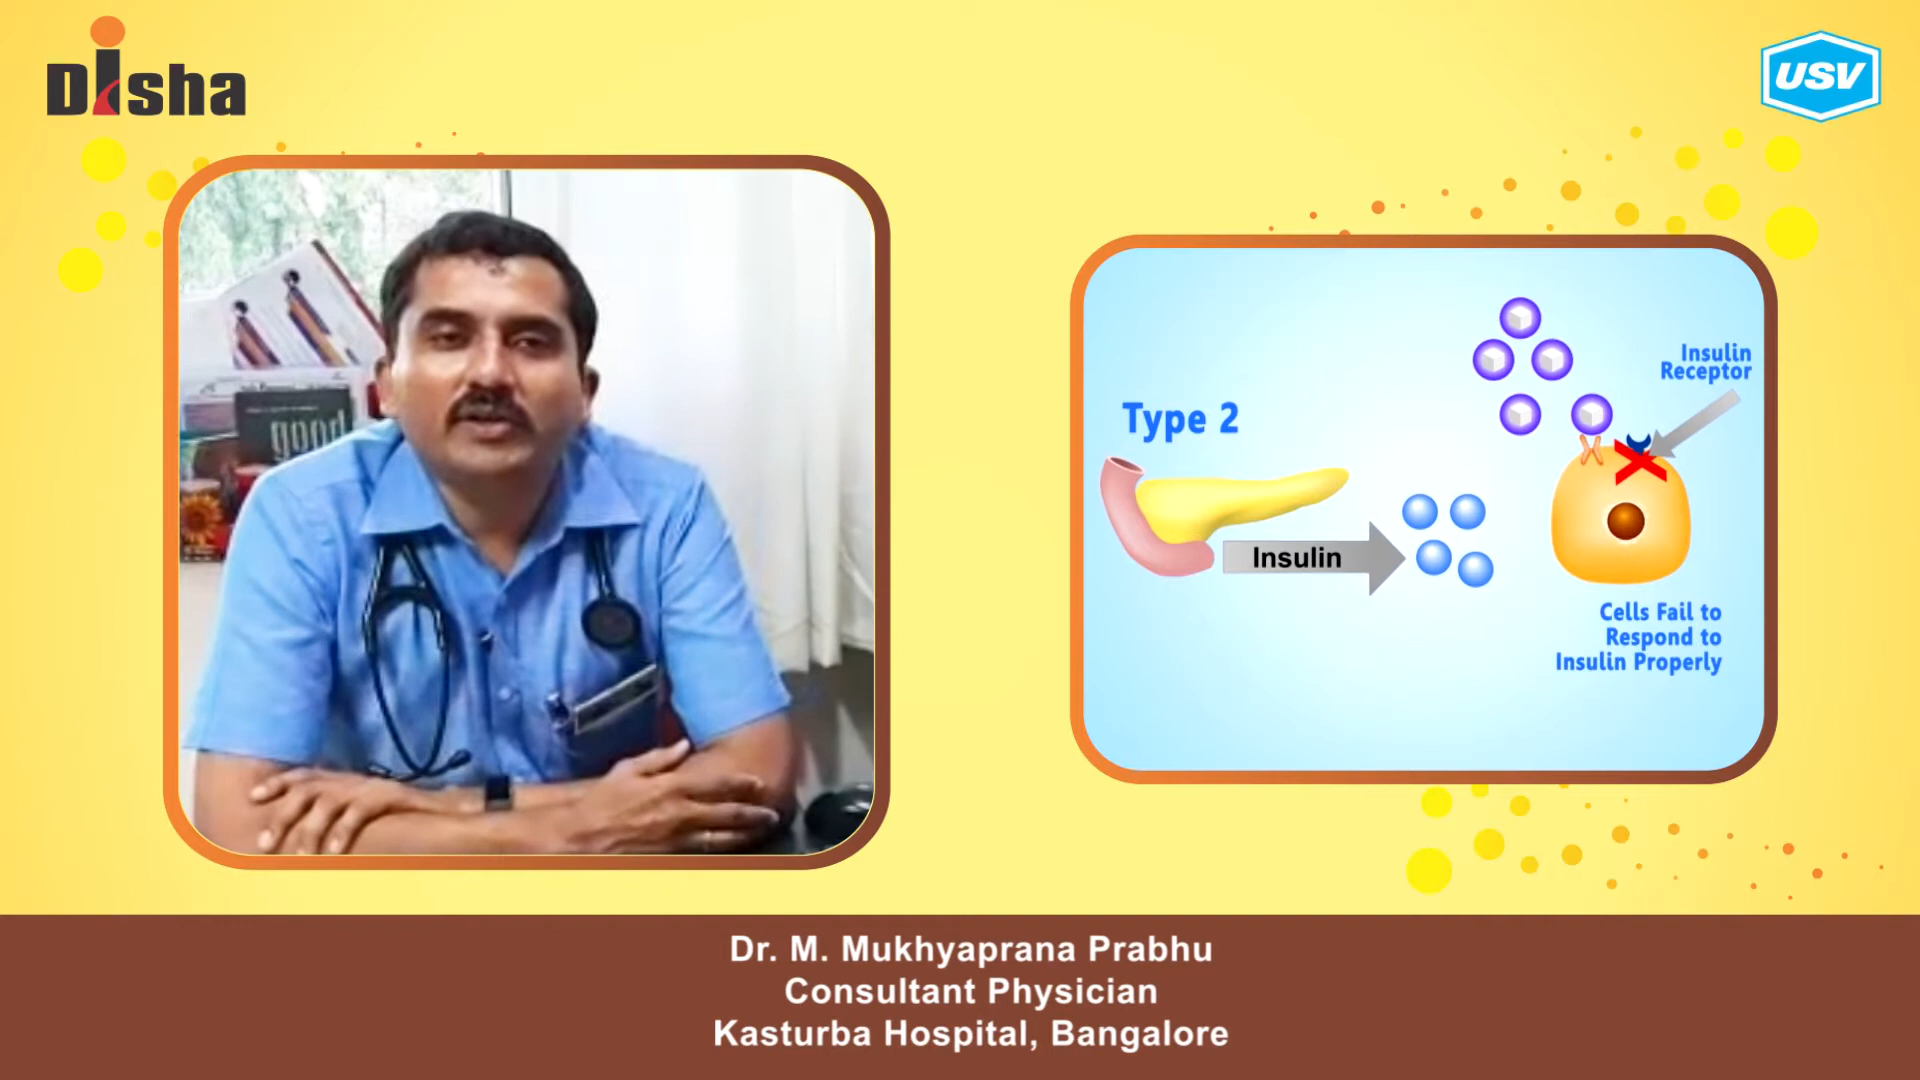 Disha
USV
good
Type 2
Insulin
Receptor
Insulin
Cells Fail to
Respond to
Insulin Properly
Dr. M. Mukhyaprana Prabhu
Consultant Physician
Kasturba Hospital, Bangalore